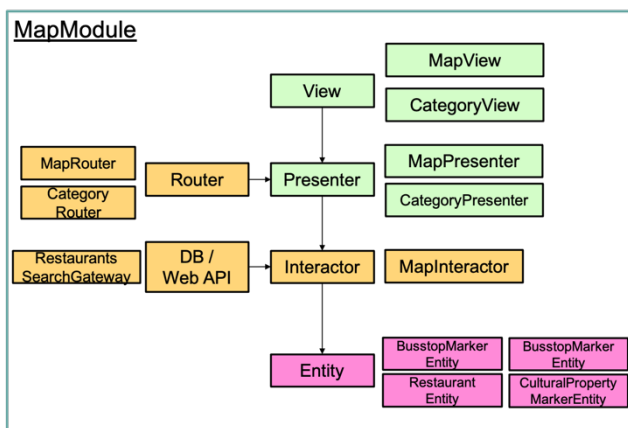 MapModule
MapView
View
CategoryView
MapRouter
Category
Router
Router
Presenter
MapPresenter
CategoryPresenter
Restaurants
SearchGateway
DB /
Web API
Interactor
MapInteractor
Entity
BusstopMarker
Entity
BusstopMarker
Entity
Restaurant
Entity
CulturalProperty
MarkerEntity